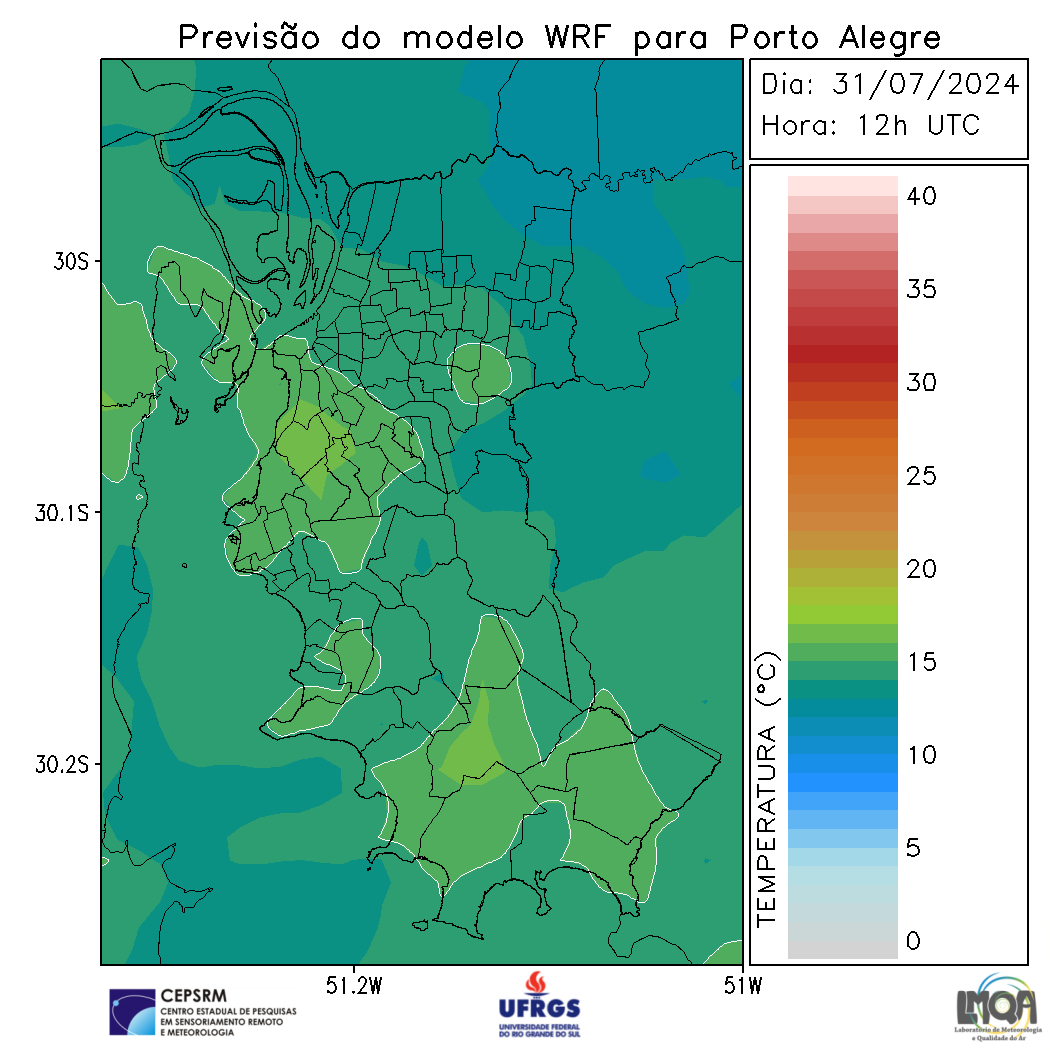 Previsão do modelo WRF para Porto Alegre
Dia: 31/07/2024
Hora: 12h UTC
30S
30.1S
30.2S
51.2W
51W
40
35
30
25
20
15
10
5
0
TEMPERATURA (°C)
CEPSRM
CENTRO ESTADUAL DE PESQUISAS
EM SENSORIAMENTO REMOTO
E METEOROLOGIA
UFRGS
UNIVERSIDADE FEDERAL
DO RIO GRANDE DO SUL
LMQA
Laboratório de Meteorologia
e Qualidade do Ar